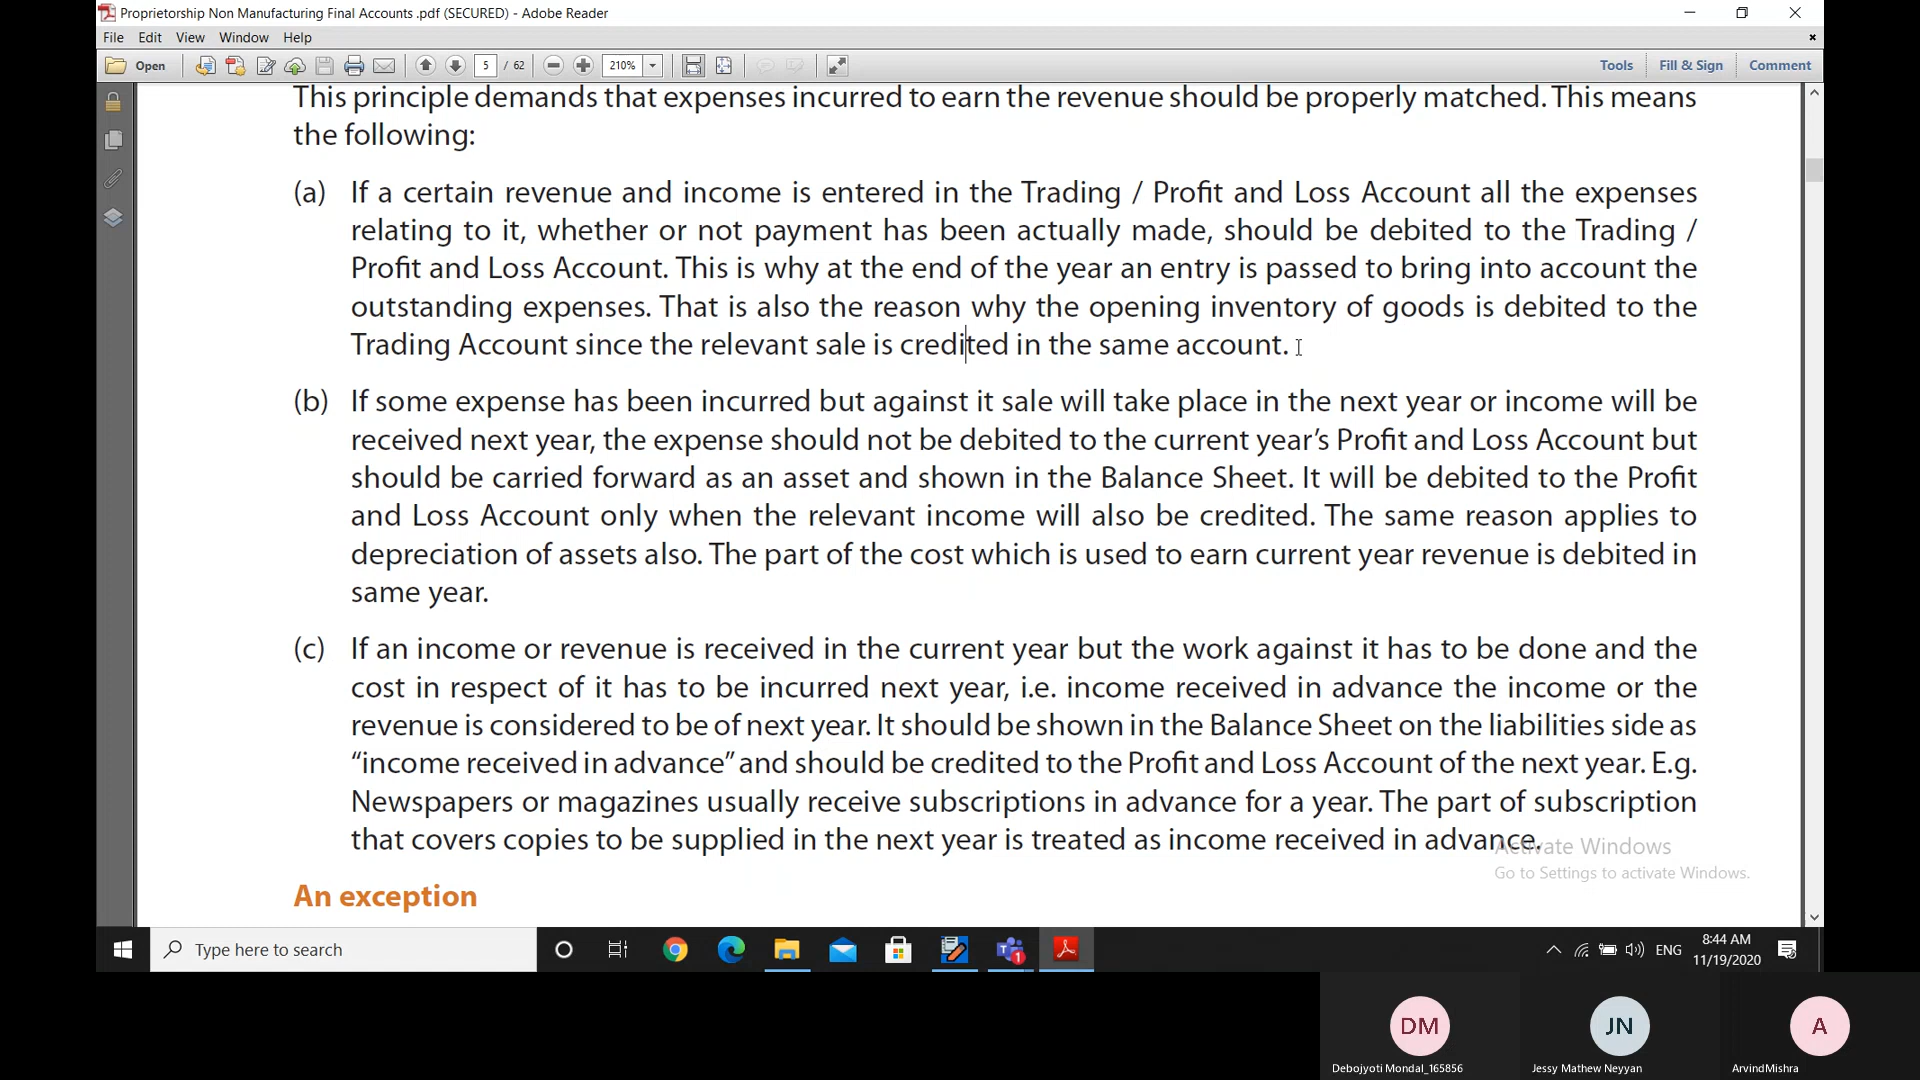 Proprietorship Non Manufacturing Final Accounts .pdf (SECURED) - Adobe Reader
File Edit View Window Help
Open 5 / 62 210% Tools Fill & Sign Comment
This principle demands that expenses incurred to earn the revenue should be properly matched. This means
the following:
(a) If a certain revenue and income is entered in the Trading / Profit and Loss Account all the expenses
relating to it, whether or not payment has been actually made, should be debited to the Trading /
Profit and Loss Account. This is why at the end of the year an entry is passed to bring into account the
outstanding expenses. That is also the reason why the opening inventory of goods is debited to the
Trading Account since the relevant sale is credited in the same account.
(b) If some expense has been incurred but against it sale will take place in the next year or income will be
received next year, the expense should not be debited to the current year’s Profit and Loss Account but
should be carried forward as an asset and shown in the Balance Sheet. It will be debited to the Profit
and Loss Account only when the relevant income will also be credited. The same reason applies to
depreciation of assets also. The part of the cost which is used to earn current year revenue is debited in
same year.
(c) If an income or revenue is received in the current year but the work against it has to be done and the
cost in respect of it has to be incurred next year, i.e. income received in advance the income or the
revenue is considered to be of next year. It should be shown in the Balance Sheet on the liabilities side as
“income received in advance” and should be credited to the Profit and Loss Account of the next year. E.g.
Newspapers or magazines usually receive subscriptions in advance for a year. The part of subscription
that covers copies to be supplied in the next year is treated as income received in advance.
Activate Windows
Go to Settings to activate Windows.
An exception
Type here to search
1
ENG
8:44 AM
11/19/2020
DM JN A
Debojyoti Mondal_165856 Jessy Mathew Neyyan ArvindMishra